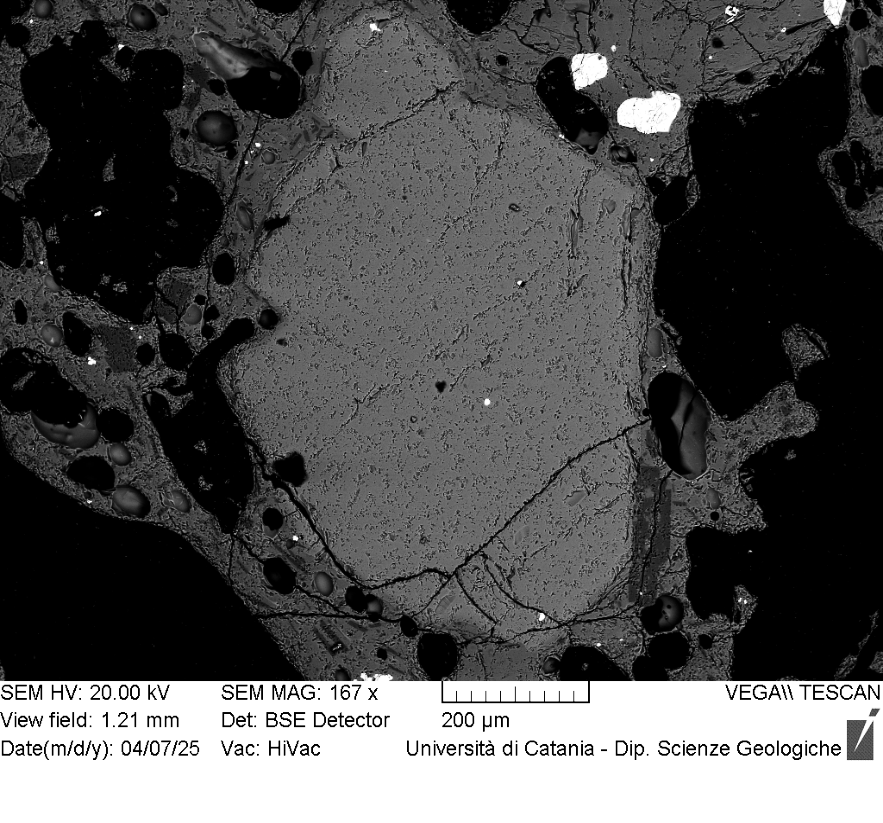 SEM HV: 20.00 kV SEM MAG: 167 x VEGA\\ TESCAN
View field: 1.21 mm Det: BSE Detector 200 µm
Date(m/d/y): 04/07/25 Vac: HiVac Università di Catania - Dip. Scienze Geologiche